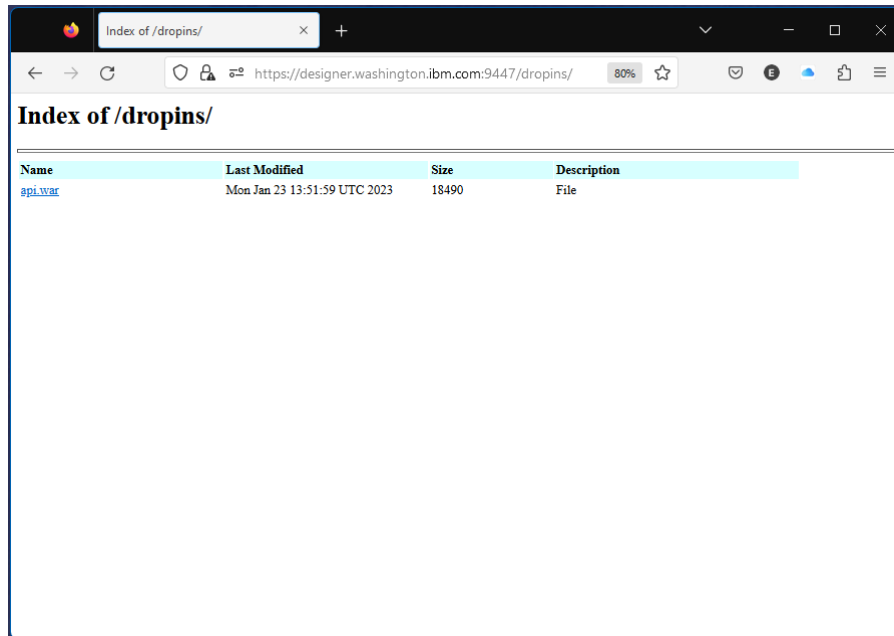 Index of /dropins/
https://designer.washington.ibm.com:9447/dropins/ 80% E
Index of /dropins/
Name Last Modified Size Description
api.war Mon Jan 23 13:51:59 UTC 2023 18490 File